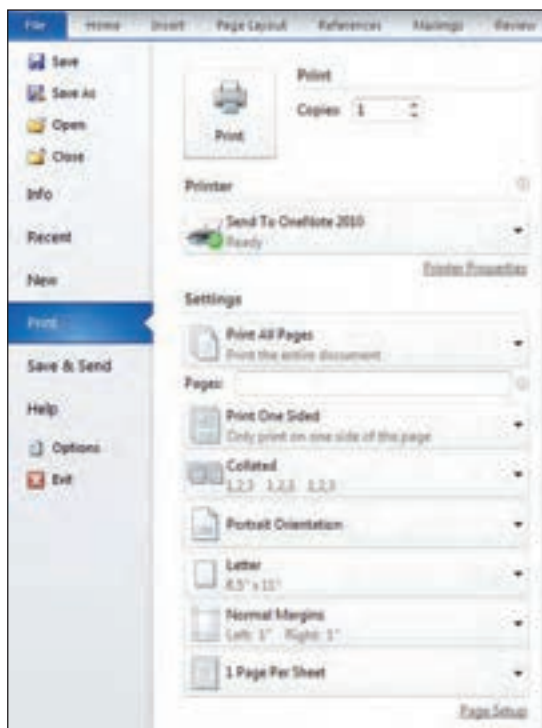 File Home Insert Page Layout References Mailings Review
Save
Save As
Open
Close
Info
Recent
New
Print
Save & Send
Help
Options
Exit
Print
Print
Copies: 1
Printer
Send To OneNote 2010
Ready
Printer Properties
Settings
Print All Pages
Print the entire document
Pages:
Print One Sided
Only print on one side of the page
Collated
1,2,3 1,2,3 1,2,3
Portrait Orientation
Letter
8.5" x 11"
Normal Margins
Left: 1" Right: 1"
1 Page Per Sheet
Page Setup